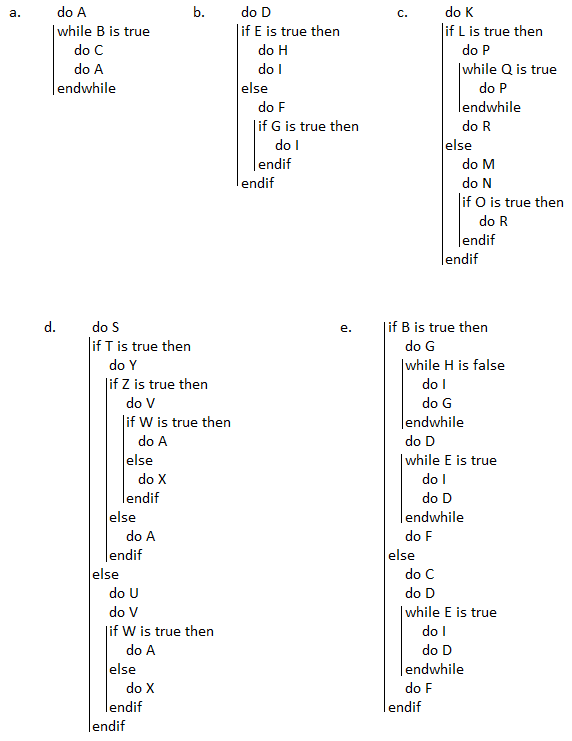 a.
do A
while B is true
do C
do A
endwhile
b.
do D
if E is true then
do H
do I
else
do F
if G is true then
do I
endif
endif
c.
do K
if L is true then
do P
while Q is true
do P
endwhile
do R
else
do M
do N
if O is true then
do R
endif
endif
d.
do S
if T is true then
do Y
if Z is true then
do V
if W is true then
do A
else
do X
endif
else
do A
endif
else
do U
do V
if W is true then
do A
else
do X
endif
endif
e.
if B is true then
do G
while H is false
do I
do G
endwhile
do D
while E is true
do I
do D
endwhile
do F
else
do C
do D
while E is true
do I
do D
endwhile
do F
endif